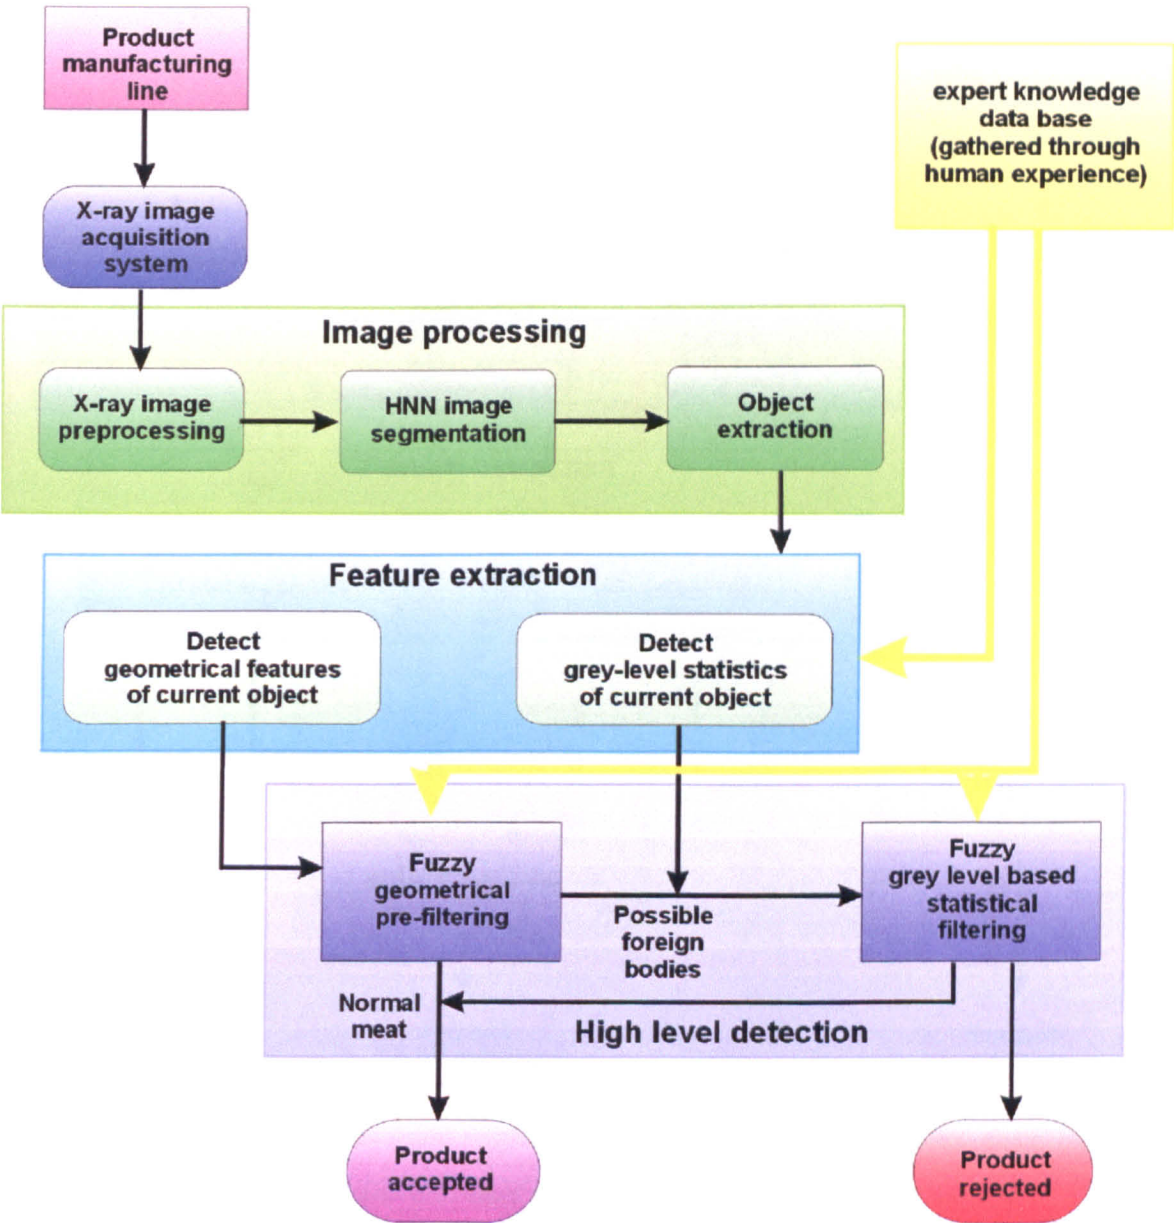 Product
manufacturing
line
expert knowledge
data base
(gathered through
human experience)
X-ray image
acquisition
system
Image processing
X-ray image
preprocessing
HNN image
segmentation
Object
extraction
Feature extraction
Detect
geometrical features
of current object
Detect
grey-level statistics
of current object
Fuzzy
geometrical
pre-filtering
Fuzzy
grey level based
statistical
filtering
Possible
foreign
bodies
Normal
meat
High level detection
Product
accepted
Product
rejected